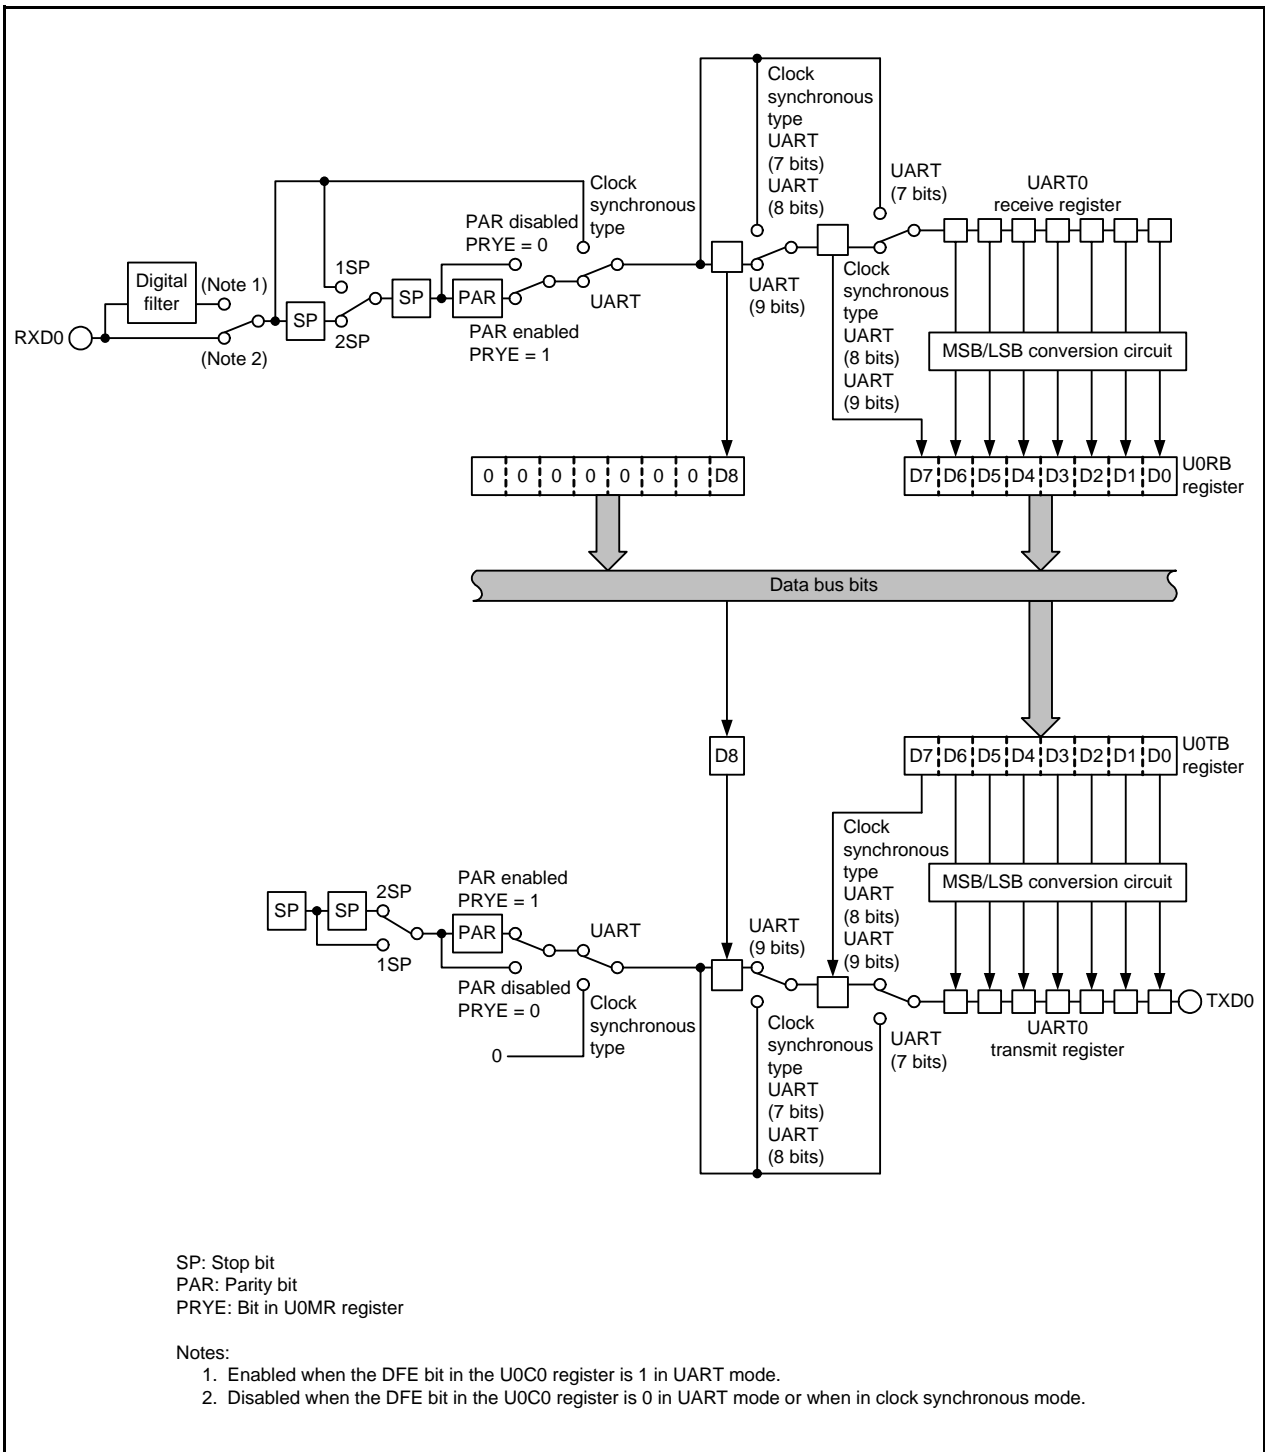 Clock
synchronous
type
UART
(7 bits)
UART
(8 bits)
UART
(7 bits)
UART0
receive register
Clock
synchronous
type
PAR disabled
PRYE = 0
Digital
filter
(Note 1)
1SP
SP
2SP
SP
PAR
UART
UART
(9 bits)
RXD0
(Note 2)
PAR enabled
PRYE = 1
Clock
synchronous
type
UART
(8 bits)
UART
(9 bits)
MSB/LSB conversion circuit
0 0 0 0 0 0 0 D8
D7 D6 D5 D4 D3 D2 D1 D0
U0RB
register
Data bus bits
D8
D7 D6 D5 D4 D3 D2 D1 D0
U0TB
register
Clock
synchronous
type
UART
(8 bits)
UART
(9 bits)
MSB/LSB conversion circuit
PAR enabled
PRYE = 1
2SP
SP
SP
PAR
1SP
UART
UART
(9 bits)
PAR disabled
PRYE = 0
Clock
synchronous
type
0
TXD0
UART0
transmit register
UART
(7 bits)
Clock
synchronous
type
UART
(7 bits)
UART
(8 bits)
SP: Stop bit
PAR: Parity bit
PRYE: Bit in U0MR register
Notes:
1. Enabled when the DFE bit in the U0C0 register is 1 in UART mode.
2. Disabled when the DFE bit in the U0C0 register is 0 in UART mode or when in clock synchronous mode.